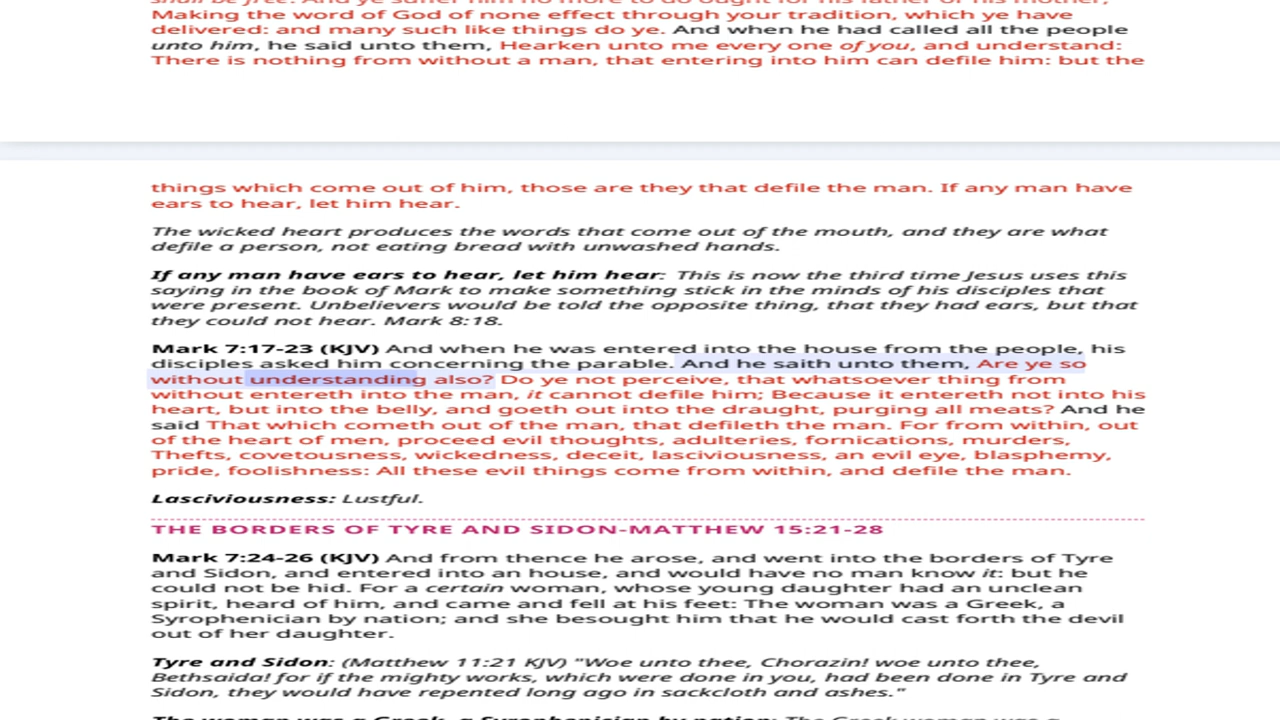 shall be free. And ye suffer him no more to do ought for his father or his mother;
Making the word of God of none effect through your tradition, which ye have
delivered: and many such like things do ye. And when he had called all the people
unto him, he said unto them, Hearken unto me every one of you, and understand:
There is nothing from without a man, that entering into him can defile him: but the
things which come out of him, those are they that defile the man. If any man have
ears to hear, let him hear.
The wicked heart produces the words that come out of the mouth, and they are what
defile a person, not eating bread with unwashed hands.
If any man have ears to hear, let him hear: This is now the third time Jesus uses this
saying in the book of Mark to make something stick in the minds of his disciples that
were present. Unbelievers would be told the opposite thing, that they had ears, but that
they could not hear. Mark 8:18.
Mark 7:17-23 (KJV) And when he was entered into the house from the people, his
disciples asked him concerning the parable. And he saith unto them, Are ye so
without understanding also? Do ye not perceive, that whatsoever thing from
without entereth into the man, it cannot defile him; Because it entereth not into his
heart, but into the belly, and goeth out into the draught, purging all meats? And he
said That which cometh out of the man, that defileth the man. For from within, out
of the heart of men, proceed evil thoughts, adulteries, fornications, murders,
Thefts, covetousness, wickedness, deceit, lasciviousness, an evil eye, blasphemy,
pride, foolishness: All these evil things come from within, and defile the man.
Lasciviousness: Lustful.
THE BORDERS OF TYRE AND SIDON-MATTHEW 15:21-28
Mark 7:24-26 (KJV) And from thence he arose, and went into the borders of Tyre
and Sidon, and entered into an house, and would have no man know it: but he
could not be hid. For a certain woman, whose young daughter had an unclean
spirit, heard of him, and came and fell at his feet: The woman was a Greek, a
Syrophenician by nation; and she besought him that he would cast forth the devil
out of her daughter.
Tyre and Sidon: (Matthew 11:21 KJV) "Woe unto thee, Chorazin! woe unto thee,
Bethsaida! for if the mighty works, which were done in you, had been done in Tyre and
Sidon, they would have repented long ago in sackcloth and ashes."
The woman was a Greek, a Syrophenician by nation: The Greek woman was a